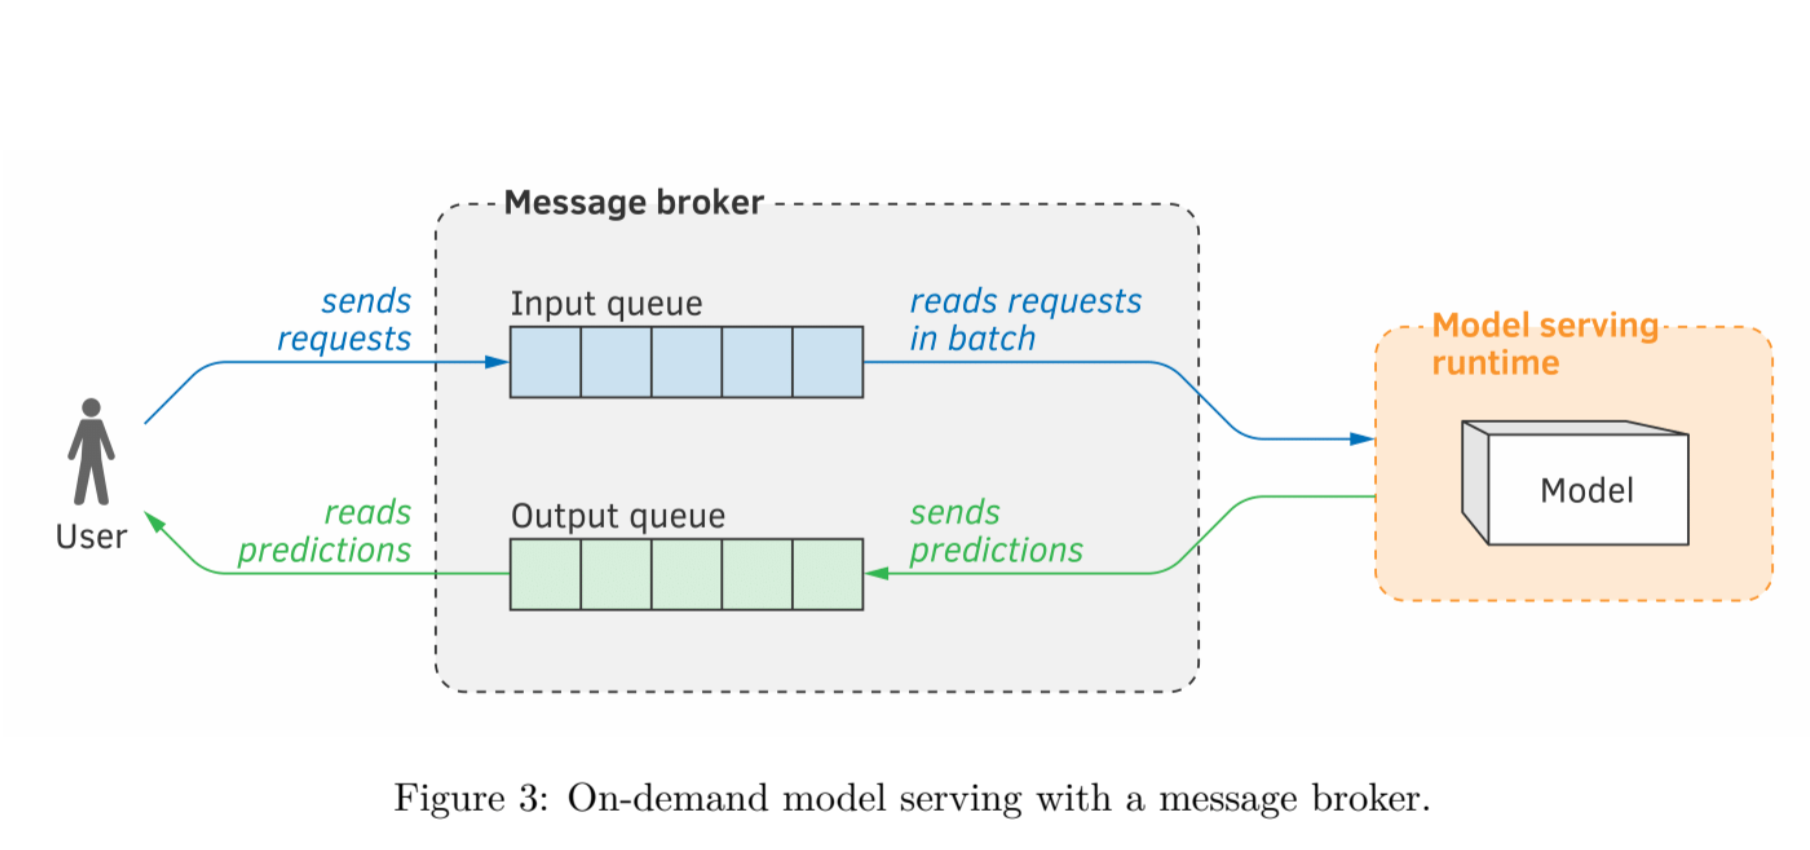 Message broker
sends
requests
Input queue
reads requests
in batch
Model serving
runtime
Model
User
reads
predictions
Output queue
sends
predictions
Figure 3: On-demand model serving with a message broker.